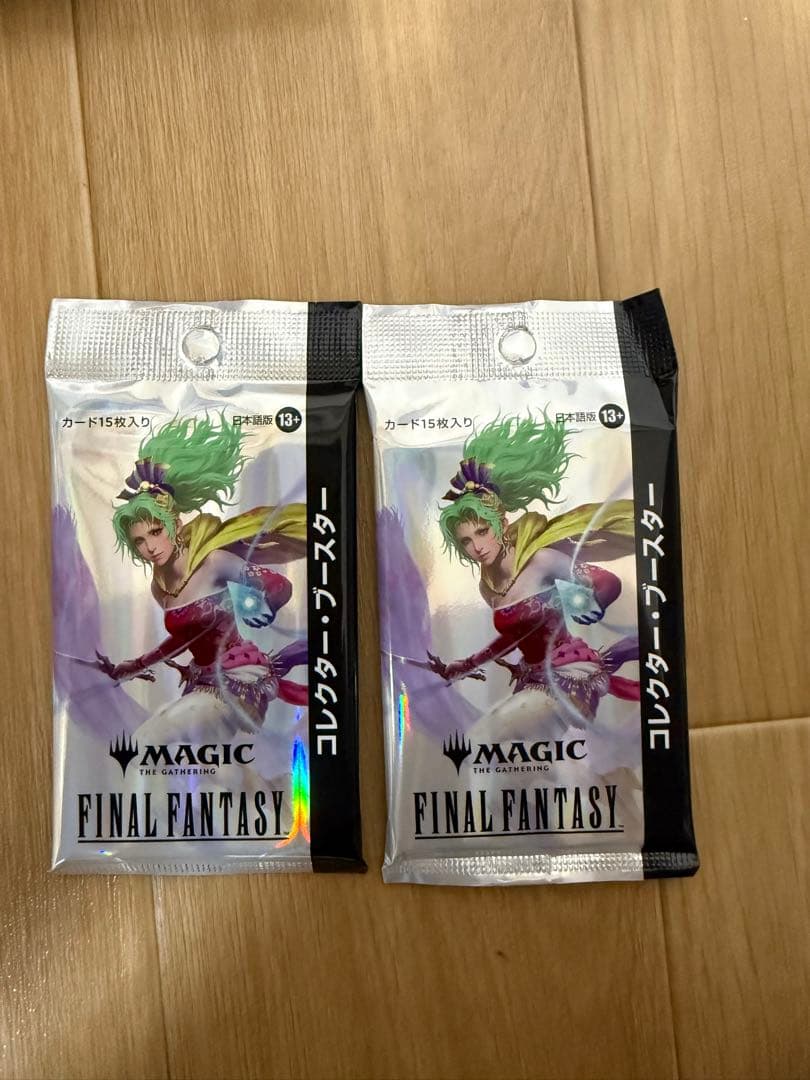 カード15枚入り
日本語版 13+
コレクター・ブースター
MAGIC
THE GATHERING
FINAL FANTASY
カード15枚入り
日本語版 13+
コレクター・ブースター
MAGIC
THE GATHERING
FINAL FANTASY